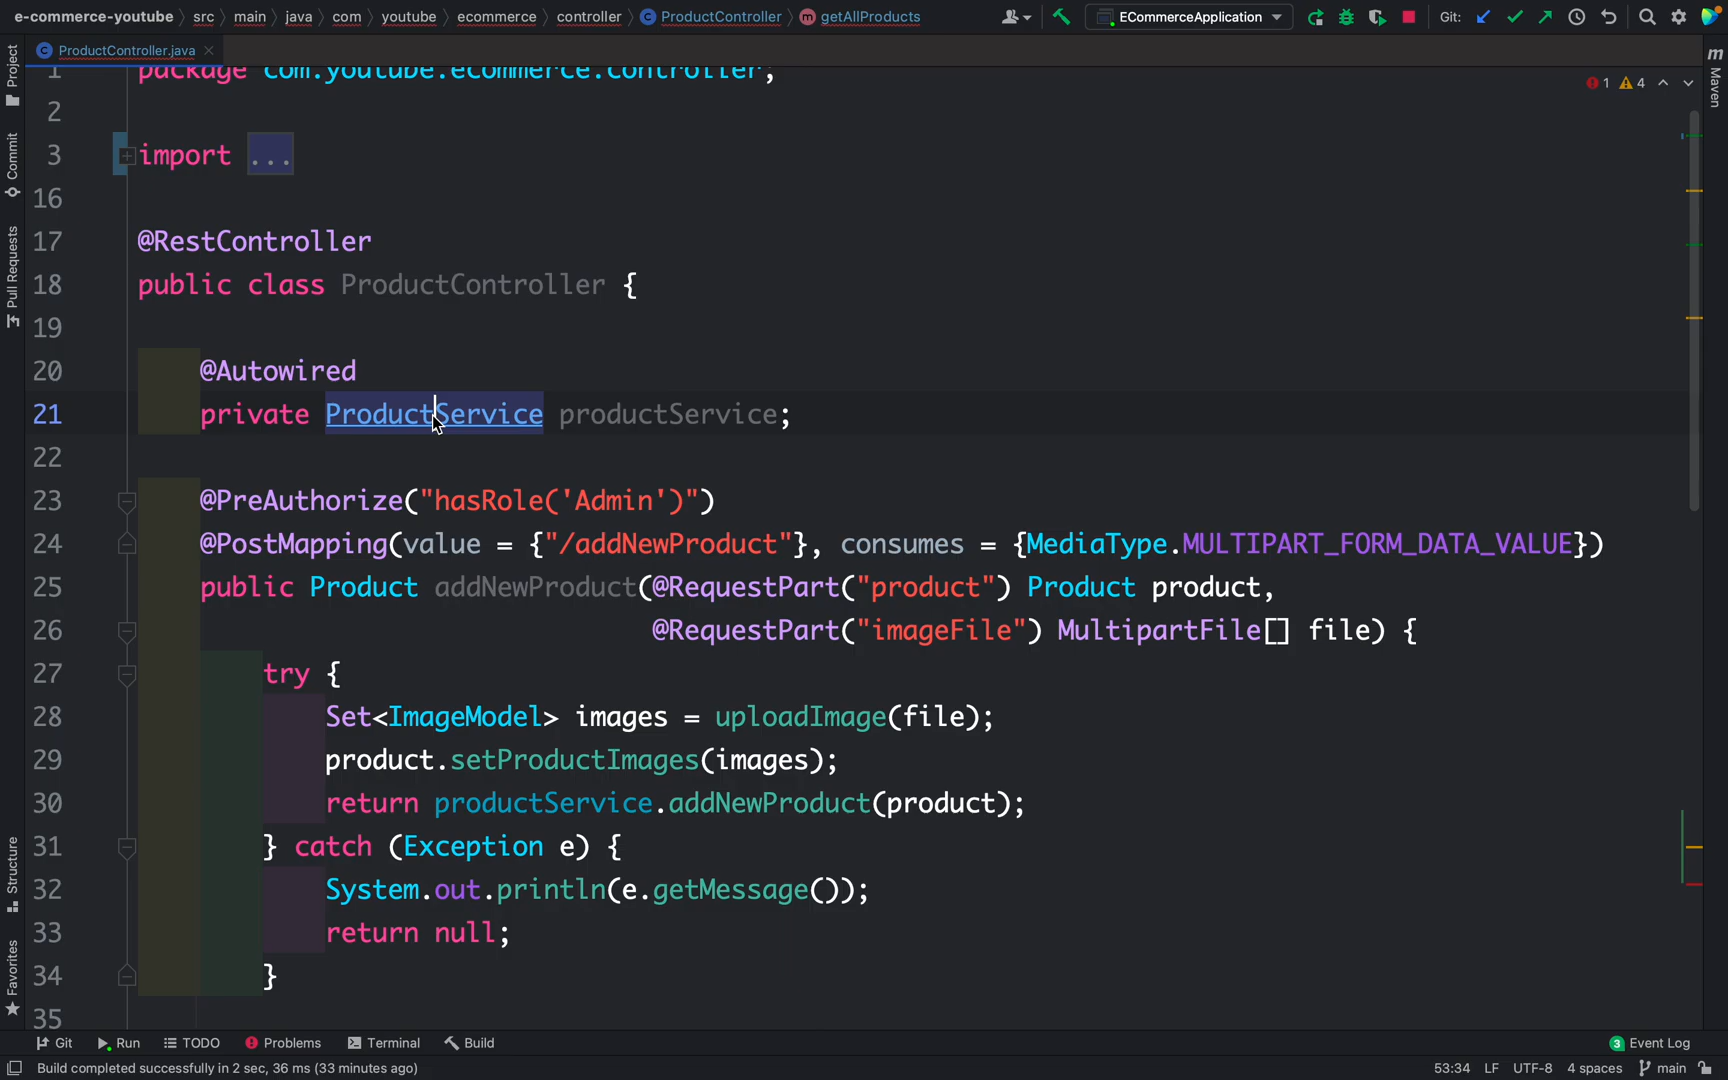 e-commerce-youtube src main java com youtube ecommerce controller ProductController getAllProducts ECommerceApplication Git:
ProductController.java
1 package com.youtube.ecommerce.controller;
1 4
2
3 import ...
16
17 @RestController
18 public class ProductController {
19
20 @Autowired
21 private ProductService productService;
22
23 @PreAuthorize("hasRole('Admin')")
24 @PostMapping(value = {"/addNewProduct"}, consumes = {MediaType.MULTIPART_FORM_DATA_VALUE})
25 public Product addNewProduct(@RequestPart("product") Product product,
26 @RequestPart("imageFile") MultipartFile[] file) {
27 try {
28 Set<ImageModel> images = uploadImage(file);
29 product.setProductImages(images);
30 return productService.addNewProduct(product);
31 } catch (Exception e) {
32 System.out.println(e.getMessage());
33 return null;
34 }
35
Project
Commit
Pull Requests
Structure
Favorites
m Maven
Git Run TODO Problems Terminal Build 3 Event Log
Build completed successfully in 2 sec, 36 ms (33 minutes ago) 53:34 LF UTF-8 4 spaces main